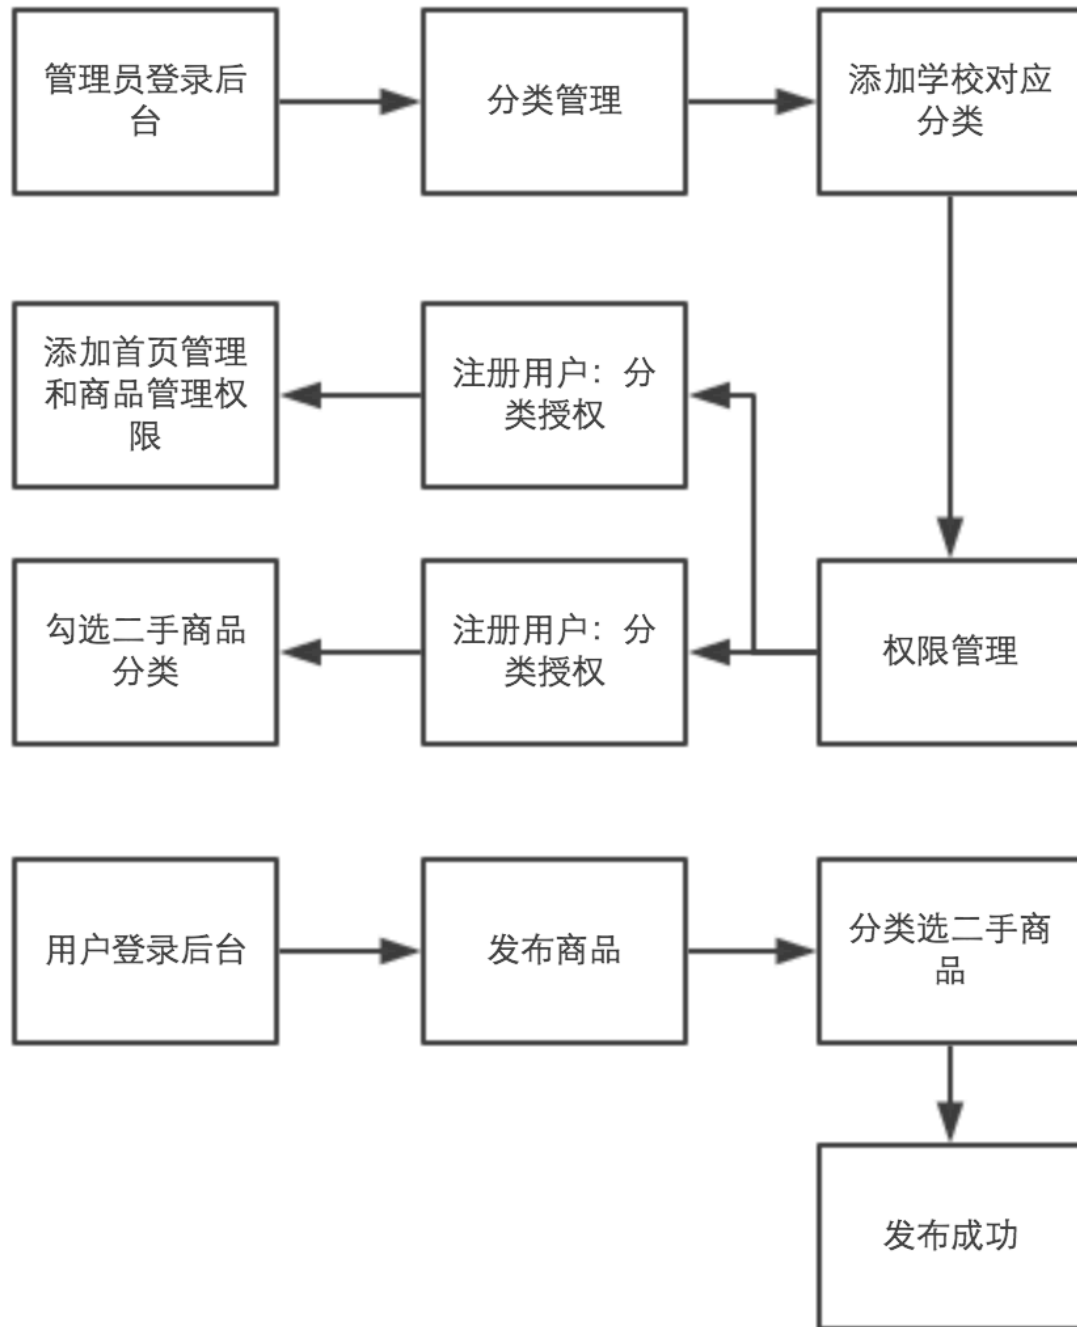 管理员登录后
台
分类管理
添加学校对应
分类
添加首页管理
和商品管理权
限
注册用户：分
类授权
勾选二手商品
分类
注册用户：分
类授权
权限管理
用户登录后台
发布商品
分类选二手商
品
发布成功